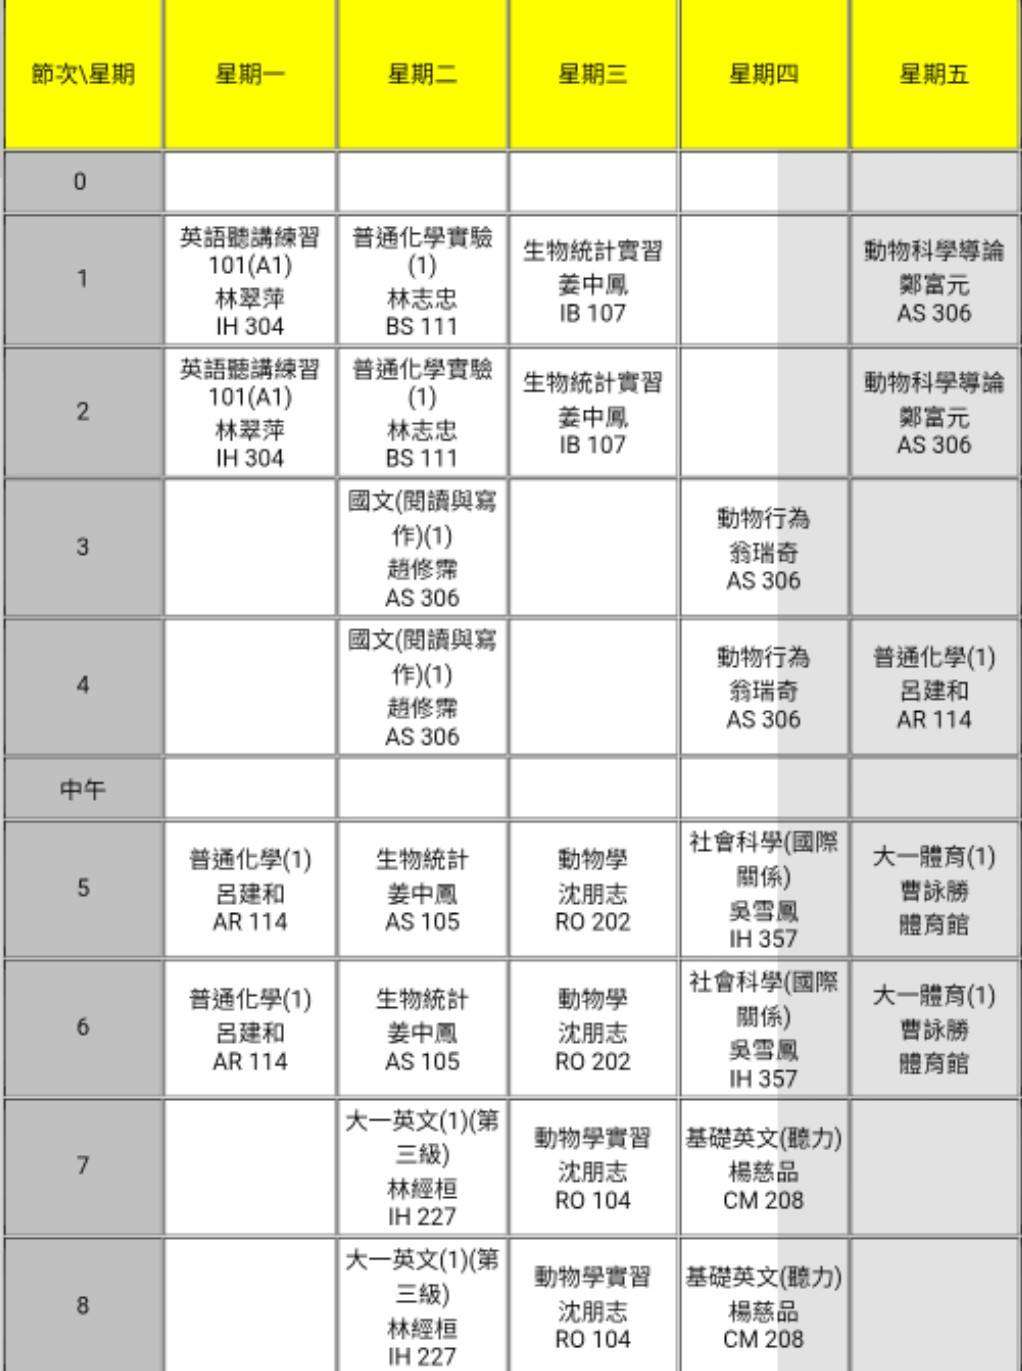 節次\星期 星期一 星期二 星期三 星期四 星期五
0
1
英語聽講練習
101(A1)
林翠萍
IH 304
普通化學實驗
(1)
林志忠
BS 111
生物統計實習
姜中鳳
IB 107
動物科學導論
鄭富元
AS 306
2
英語聽講練習
101(A1)
林翠萍
IH 304
普通化學實驗
(1)
林志忠
BS 111
生物統計實習
姜中鳳
IB 107
動物科學導論
鄭富元
AS 306
3
國文(閱讀與寫
作)(1)
趙修霈
AS 306
動物行為
翁瑞奇
AS 306
4
國文(閱讀與寫
作)(1)
趙修霈
AS 306
動物行為
翁瑞奇
AS 306
普通化學(1)
呂建和
AR 114
中午
5
普通化學(1)
呂建和
AR 114
生物統計
姜中鳳
AS 105
動物學
沈朋志
RO 202
社會科學(國際
關係)
吳雪鳳
IH 357
大一體育(1)
曹詠勝
體育館
6
普通化學(1)
呂建和
AR 114
生物統計
姜中鳳
AS 105
動物學
沈朋志
RO 202
社會科學(國際
關係)
吳雪鳳
IH 357
大一體育(1)
曹詠勝
體育館
7
大一英文(1)(第
三級)
林經桓
IH 227
動物學實習
沈朋志
RO 104
基礎英文(聽力)
楊慈品
CM 208
8
大一英文(1)(第
三級)
林經桓
IH 227
動物學實習
沈朋志
RO 104
基礎英文(聽力)
楊慈品
CM 208